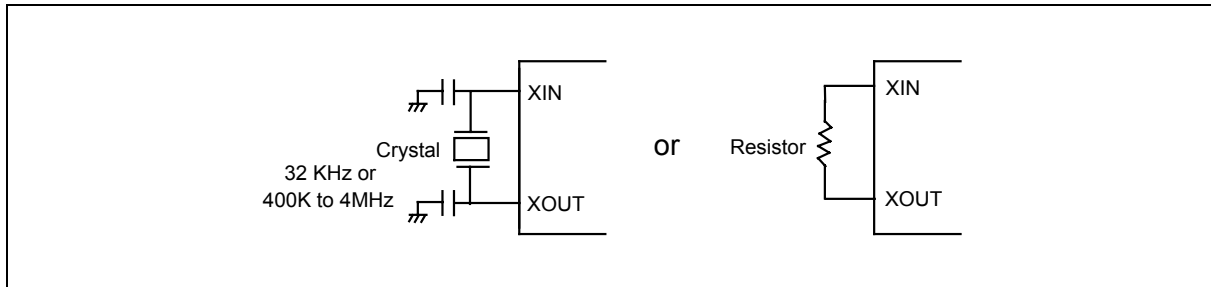 XIN
Crystal
32 KHz or
400K to 4MHz
XOUT
or
XIN
Resistor
XOUT